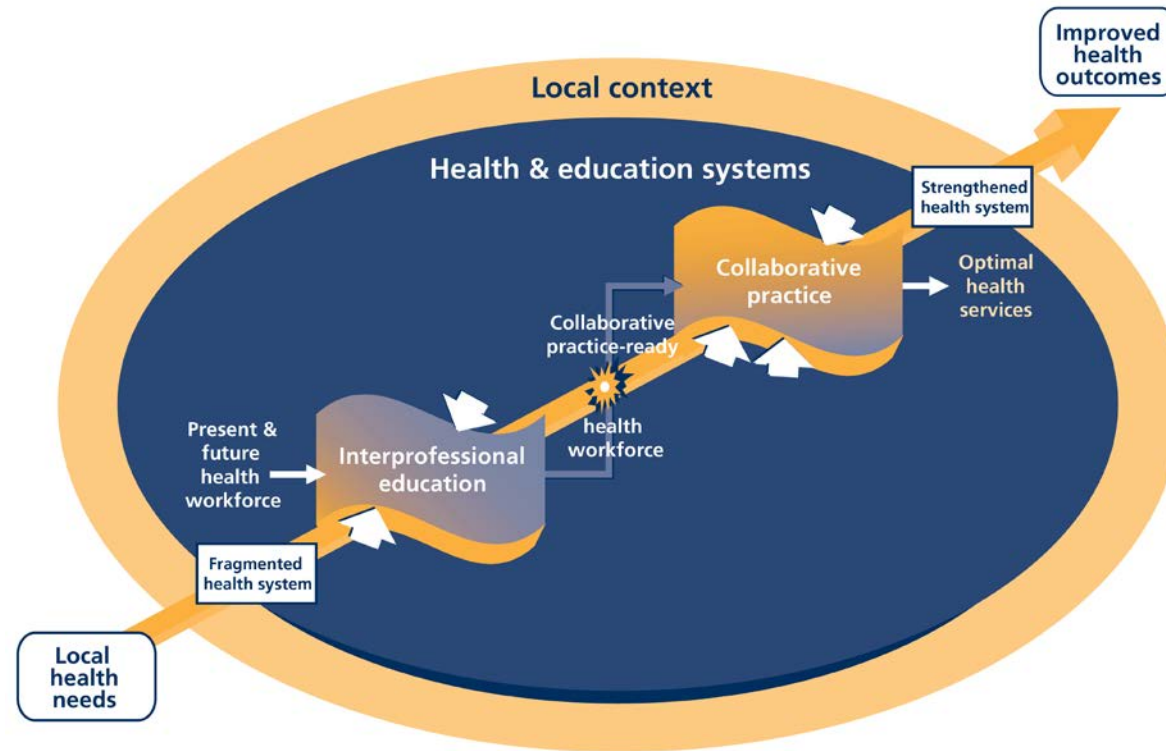 Improved
health
outcomes
Local context
Health & education systems
Strengthened
health system
Collaborative
practice
Optimal
health
services
Collaborative
practice-ready
health
workforce
Present &
future
health
workforce
Interprofessional
education
Fragmented
health system
Local
health
needs